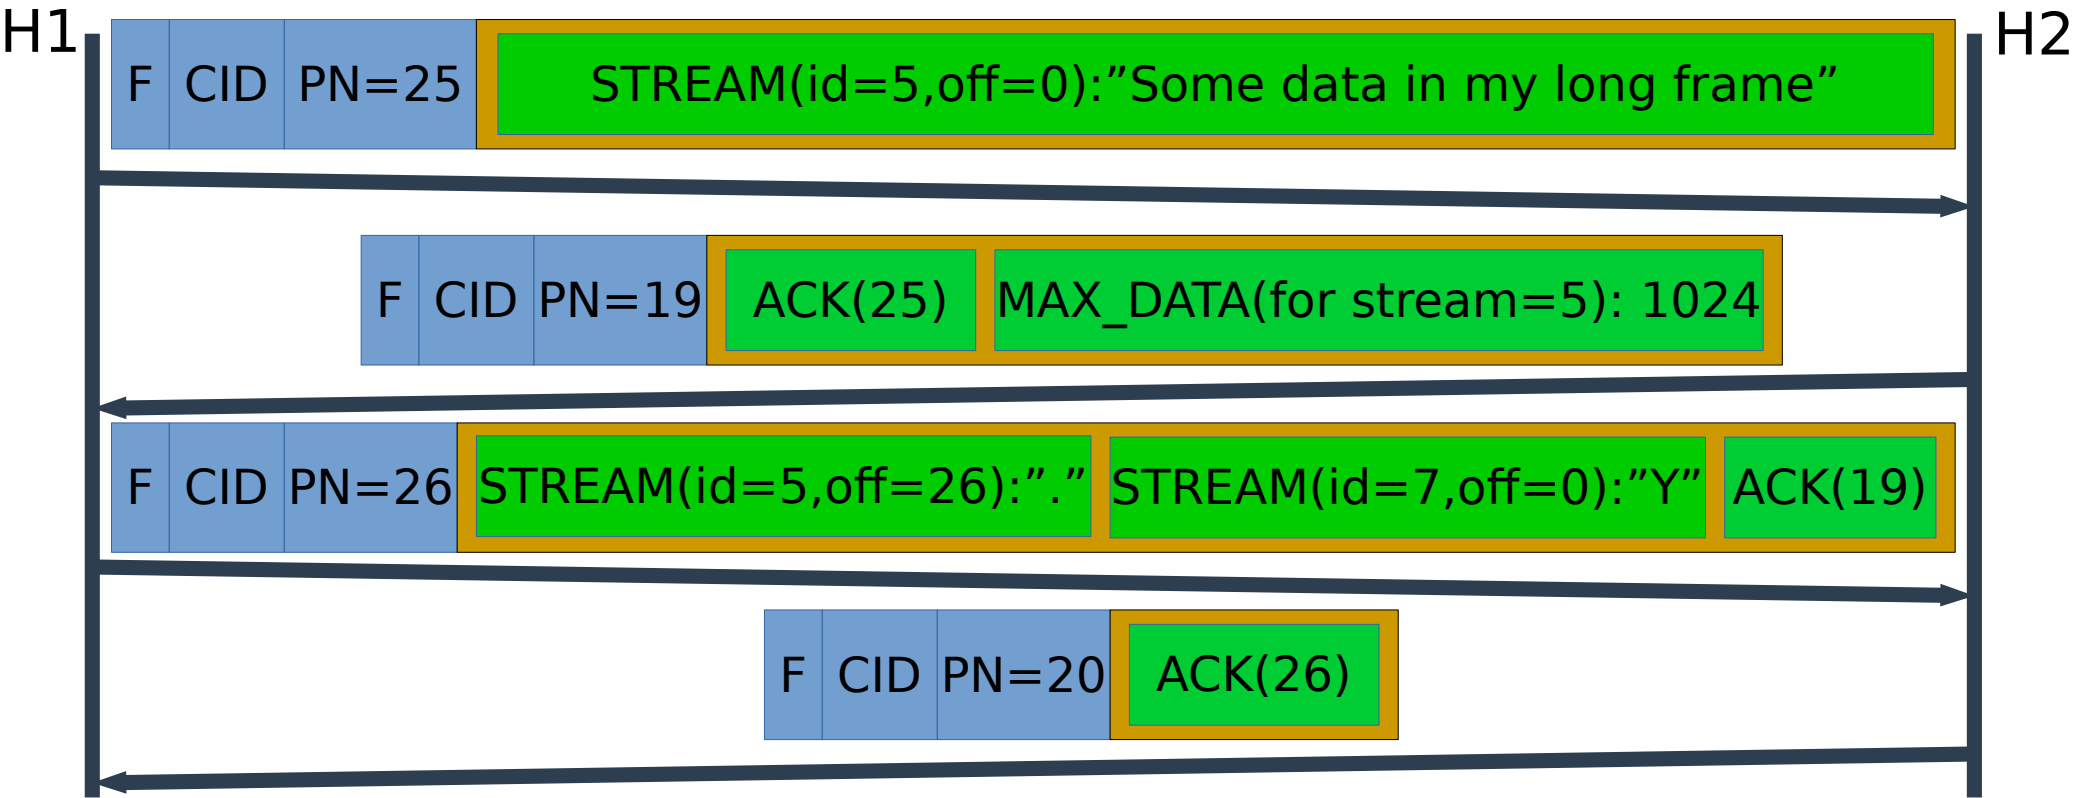 H1 H2
F CID PN=25 STREAM(id=5,off=0):”Some data in my long frame”
F CID PN=19 ACK(25) MAX_DATA(for stream=5): 1024
F CID PN=26 STREAM(id=5,off=26):”.” STREAM(id=7,off=0):”Y” ACK(19)
F CID PN=20 ACK(26)